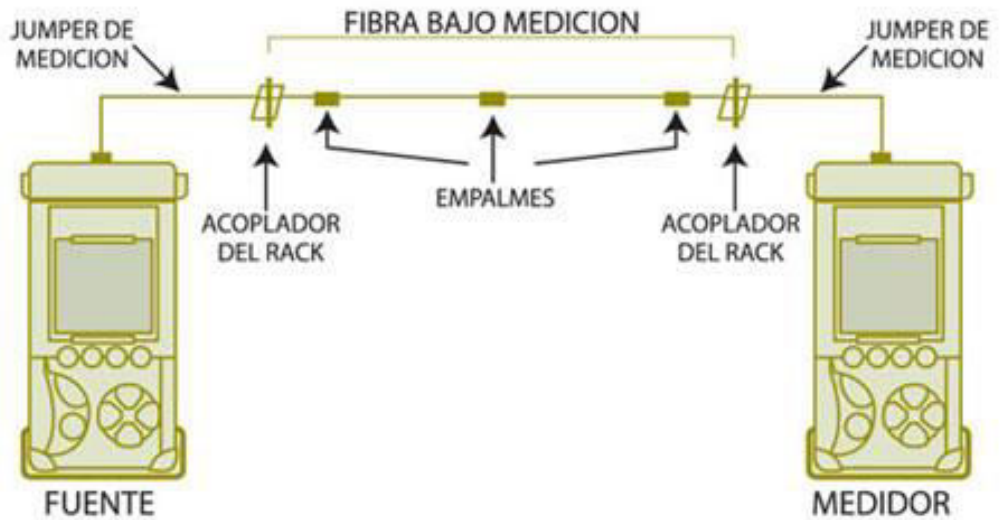 FIBRA BAJO MEDICION
JUMPER DE
MEDICION
JUMPER DE
MEDICION
EMPALMES
ACOPLADOR
DEL RACK
ACOPLADOR
DEL RACK
FUENTE
MEDIDOR